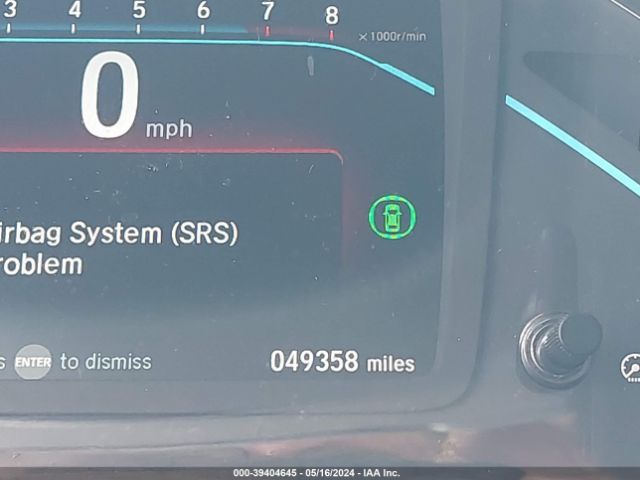 3 4 5 6 7 8
x 1000r/min
0 mph
irbag System (SRS)
roblem
s ENTER to dismiss
049358 miles
000-39404645 - 05/16/2024 - IAA Inc.